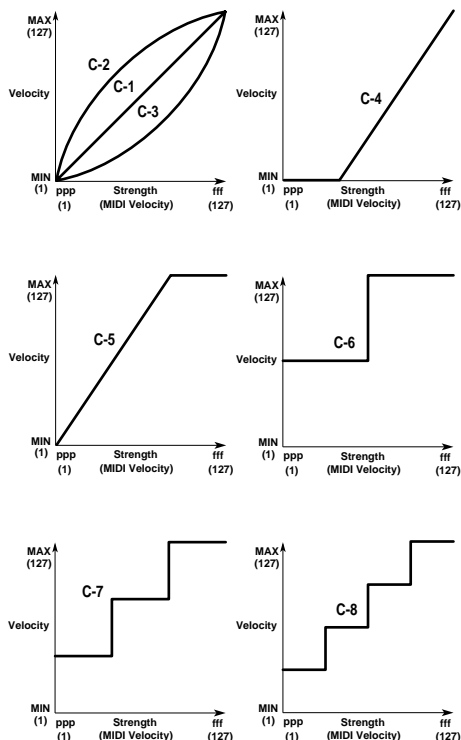 MAX
(127)
C-2
C-1
Velocity
C-3
MIN
(1)
ppp
(1)
Strength
(MIDI Velocity)
fff
(127)
MAX
(127)
C-4
Velocity
MIN
(1)
ppp
(1)
Strength
(MIDI Velocity)
fff
(127)
MAX
(127)
C-5
Velocity
MIN
(1)
ppp
(1)
Strength
(MIDI Velocity)
fff
(127)
MAX
(127)
C-6
Velocity
MIN
(1)
ppp
(1)
Strength
(MIDI Velocity)
fff
(127)
MAX
(127)
C-7
Velocity
MIN
(1)
ppp
(1)
Strength
(MIDI Velocity)
fff
(127)
MAX
(127)
C-8
Velocity
MIN
(1)
ppp
(1)
Strength
(MIDI Velocity)
fff
(127)